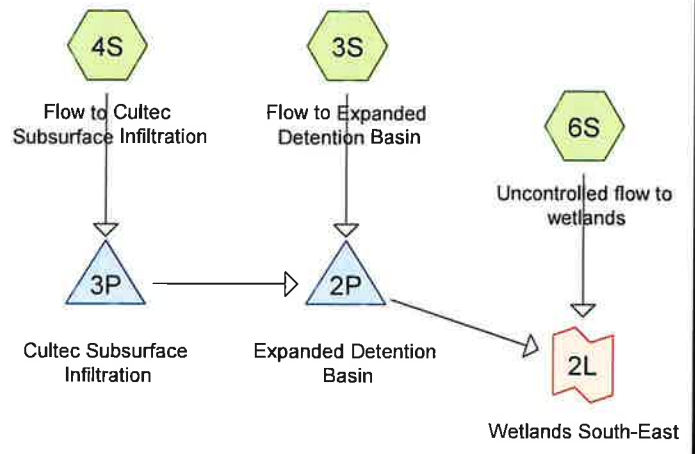 4S
3S
Flow to Cultec
Subsurface Infiltration
Flow to Expanded
Detention Basin
6S
Uncontrolled flow to
wetlands
3P
2P
Cultec Subsurface
Infiltration
Expanded Detention
Basin
2L
Wetlands South-East